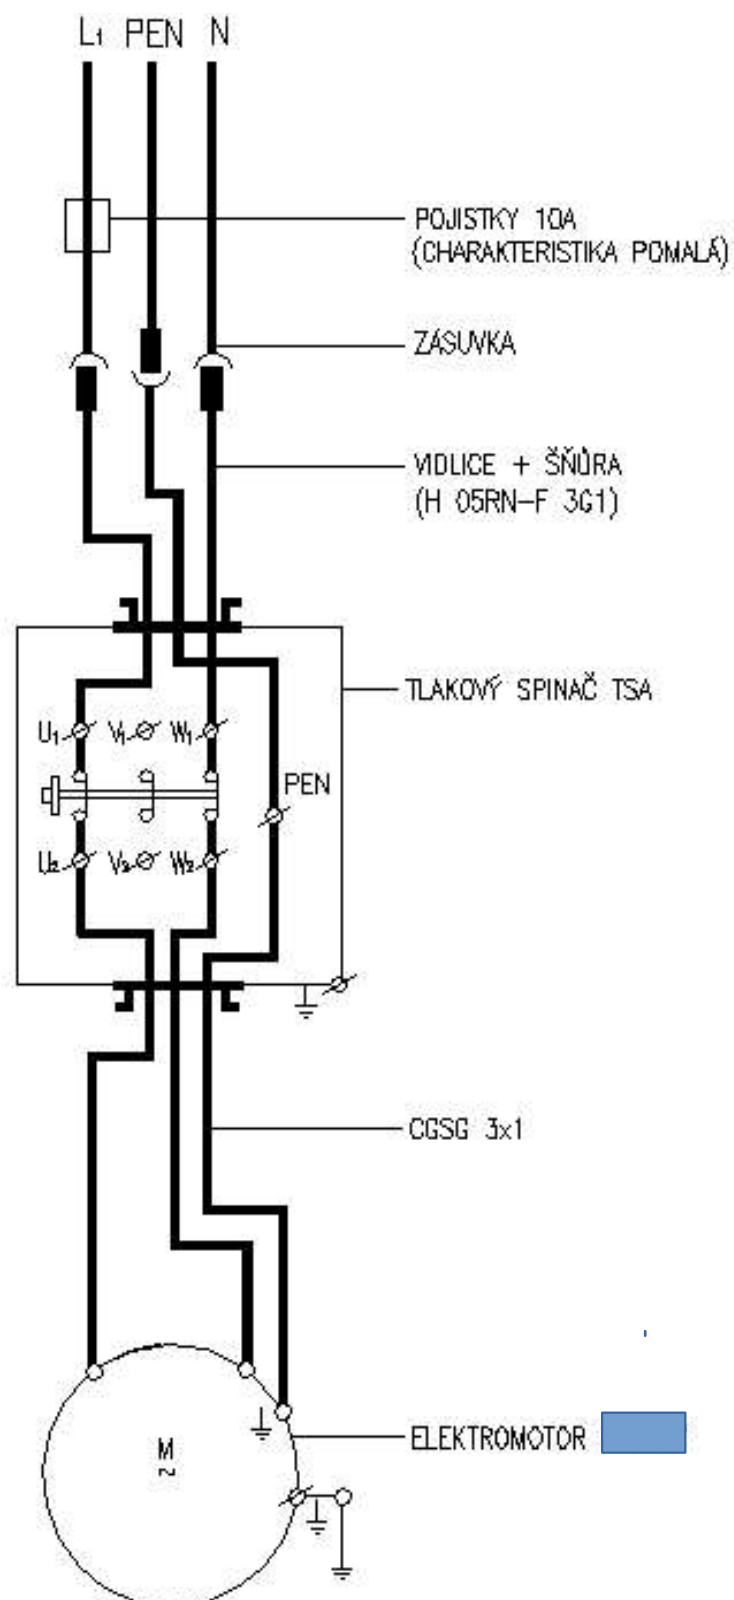 L1 PEN N
POJISTKY 10A
(CHARAKTERISTIKA POMALÁ)
ZÁSUVKA
VIDLICE + ŠŇŮRA
(H 05RN-F 3G1)
TLAKOVÝ SPINAČ TSA
U1 V1 W1
PEN
U2 V2 W2
CGSG 3x1
ELEKTROMOTOR
M
~